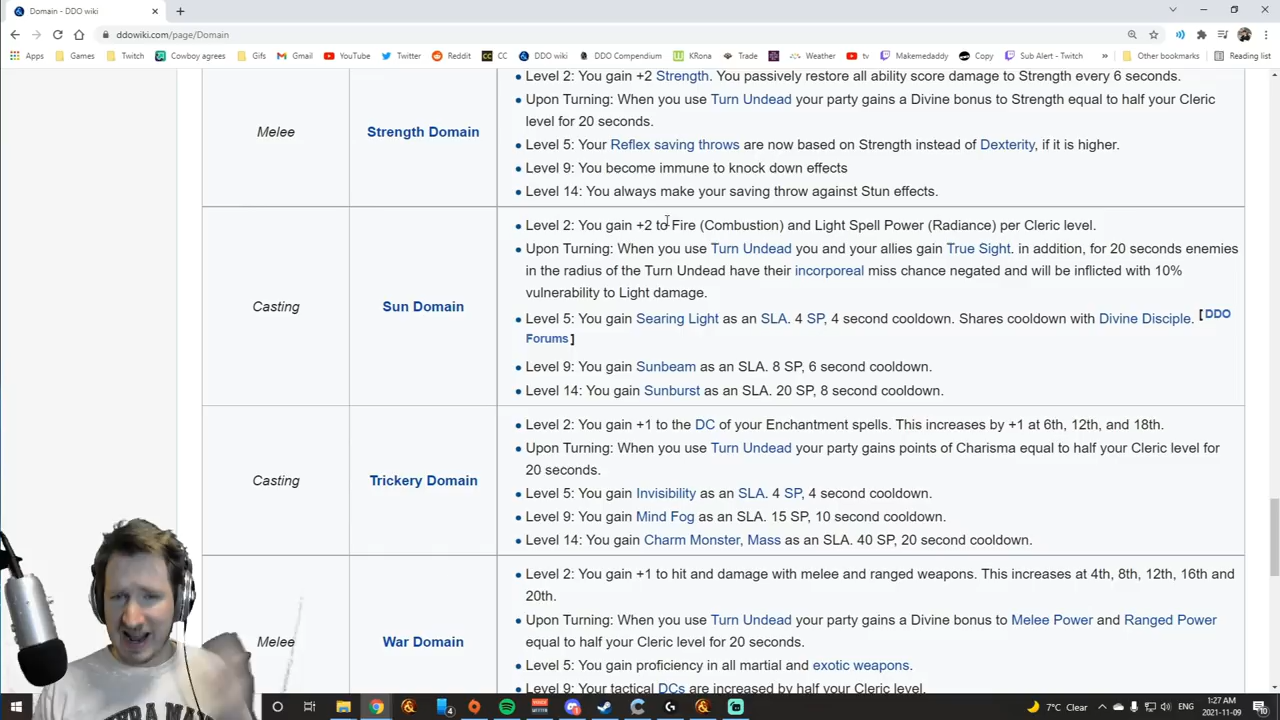 Domain - DDO wiki
ddowiki.com/page/Domain
Apps Games Twitch Cowboy agrees Gifs Gmail YouTube Twitter Reddit CC DDO wiki DDO Compendium KRona Trade Weather tv Makemedaddy Copy Sub Alert - Twitch » Other bookmarks Reading list
Melee
Strength Domain
• Level 2: You gain +2 Strength. You passively restore all ability score damage to Strength every 6 seconds.
• Upon Turning: When you use Turn Undead your party gains a Divine bonus to Strength equal to half your Cleric
level for 20 seconds.
• Level 5: Your Reflex saving throws are now based on Strength instead of Dexterity, if it is higher.
• Level 9: You become immune to knock down effects
• Level 14: You always make your saving throw against Stun effects.
Casting
Sun Domain
• Level 2: You gain +2 to Fire (Combustion) and Light Spell Power (Radiance) per Cleric level.
• Upon Turning: When you use Turn Undead you and your allies gain True Sight. in addition, for 20 seconds enemies
in the radius of the Turn Undead have their incorporeal miss chance negated and will be inflicted with 10%
vulnerability to Light damage.
• Level 5: You gain Searing Light as an SLA. 4 SP, 4 second cooldown. Shares cooldown with Divine Disciple. [DDO
Forums]
• Level 9: You gain Sunbeam as an SLA. 8 SP, 6 second cooldown.
• Level 14: You gain Sunburst as an SLA. 20 SP, 8 second cooldown.
Casting
Trickery Domain
• Level 2: You gain +1 to the DC of your Enchantment spells. This increases by +1 at 6th, 12th, and 18th.
• Upon Turning: When you use Turn Undead your party gains points of Charisma equal to half your Cleric level for
20 seconds.
• Level 5: You gain Invisibility as an SLA. 4 SP, 4 second cooldown.
• Level 9: You gain Mind Fog as an SLA. 15 SP, 10 second cooldown.
• Level 14: You gain Charm Monster, Mass as an SLA. 40 SP, 20 second cooldown.
Melee
War Domain
• Level 2: You gain +1 to hit and damage with melee and ranged weapons. This increases at 4th, 8th, 12th, 16th and
20th.
• Upon Turning: When you use Turn Undead your party gains a Divine bonus to Melee Power and Ranged Power
equal to half your Cleric level for 20 seconds.
• Level 5: You gain proficiency in all martial and exotic weapons.
• Level 9: Your tactical DCs are increased by half your Cleric level.
7°C Clear
ENG
1:27 AM
2021-11-09